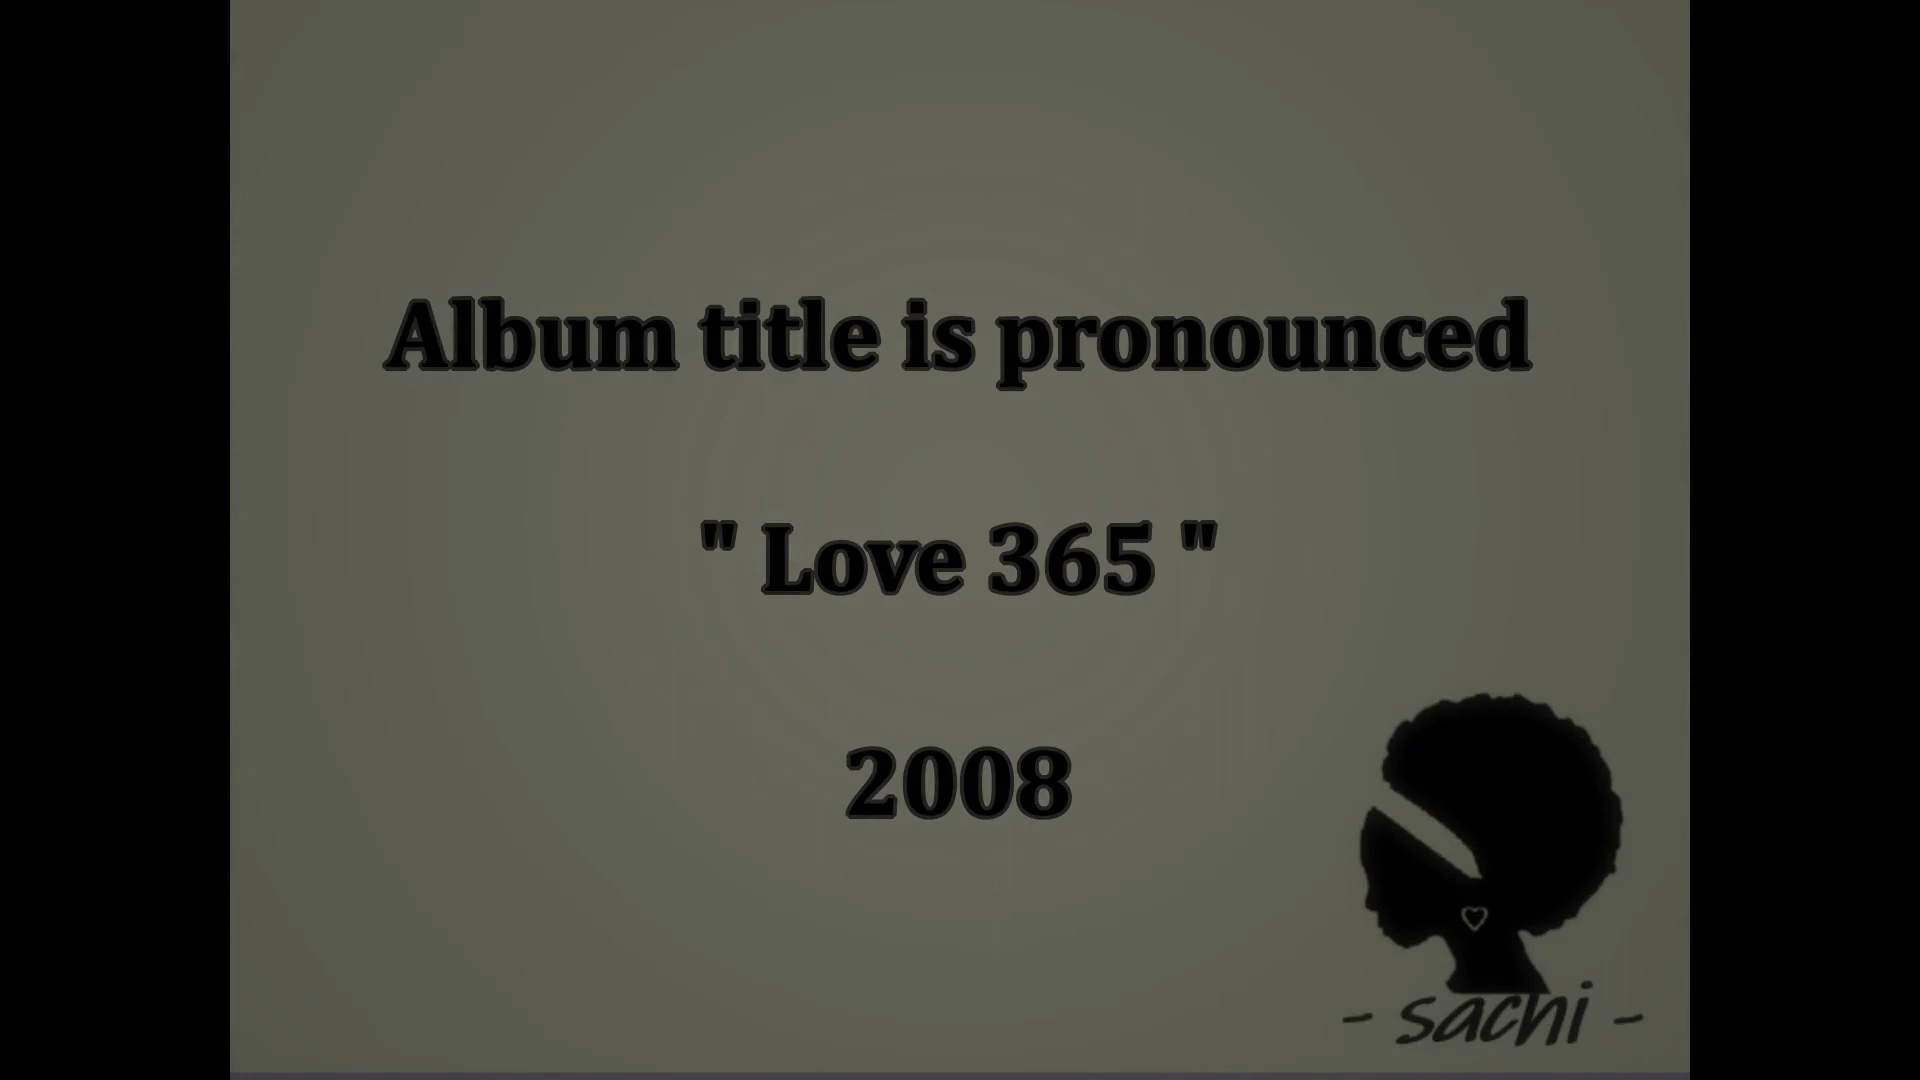 Album title is pronounced
" Love 365 "
2008
- sachi -